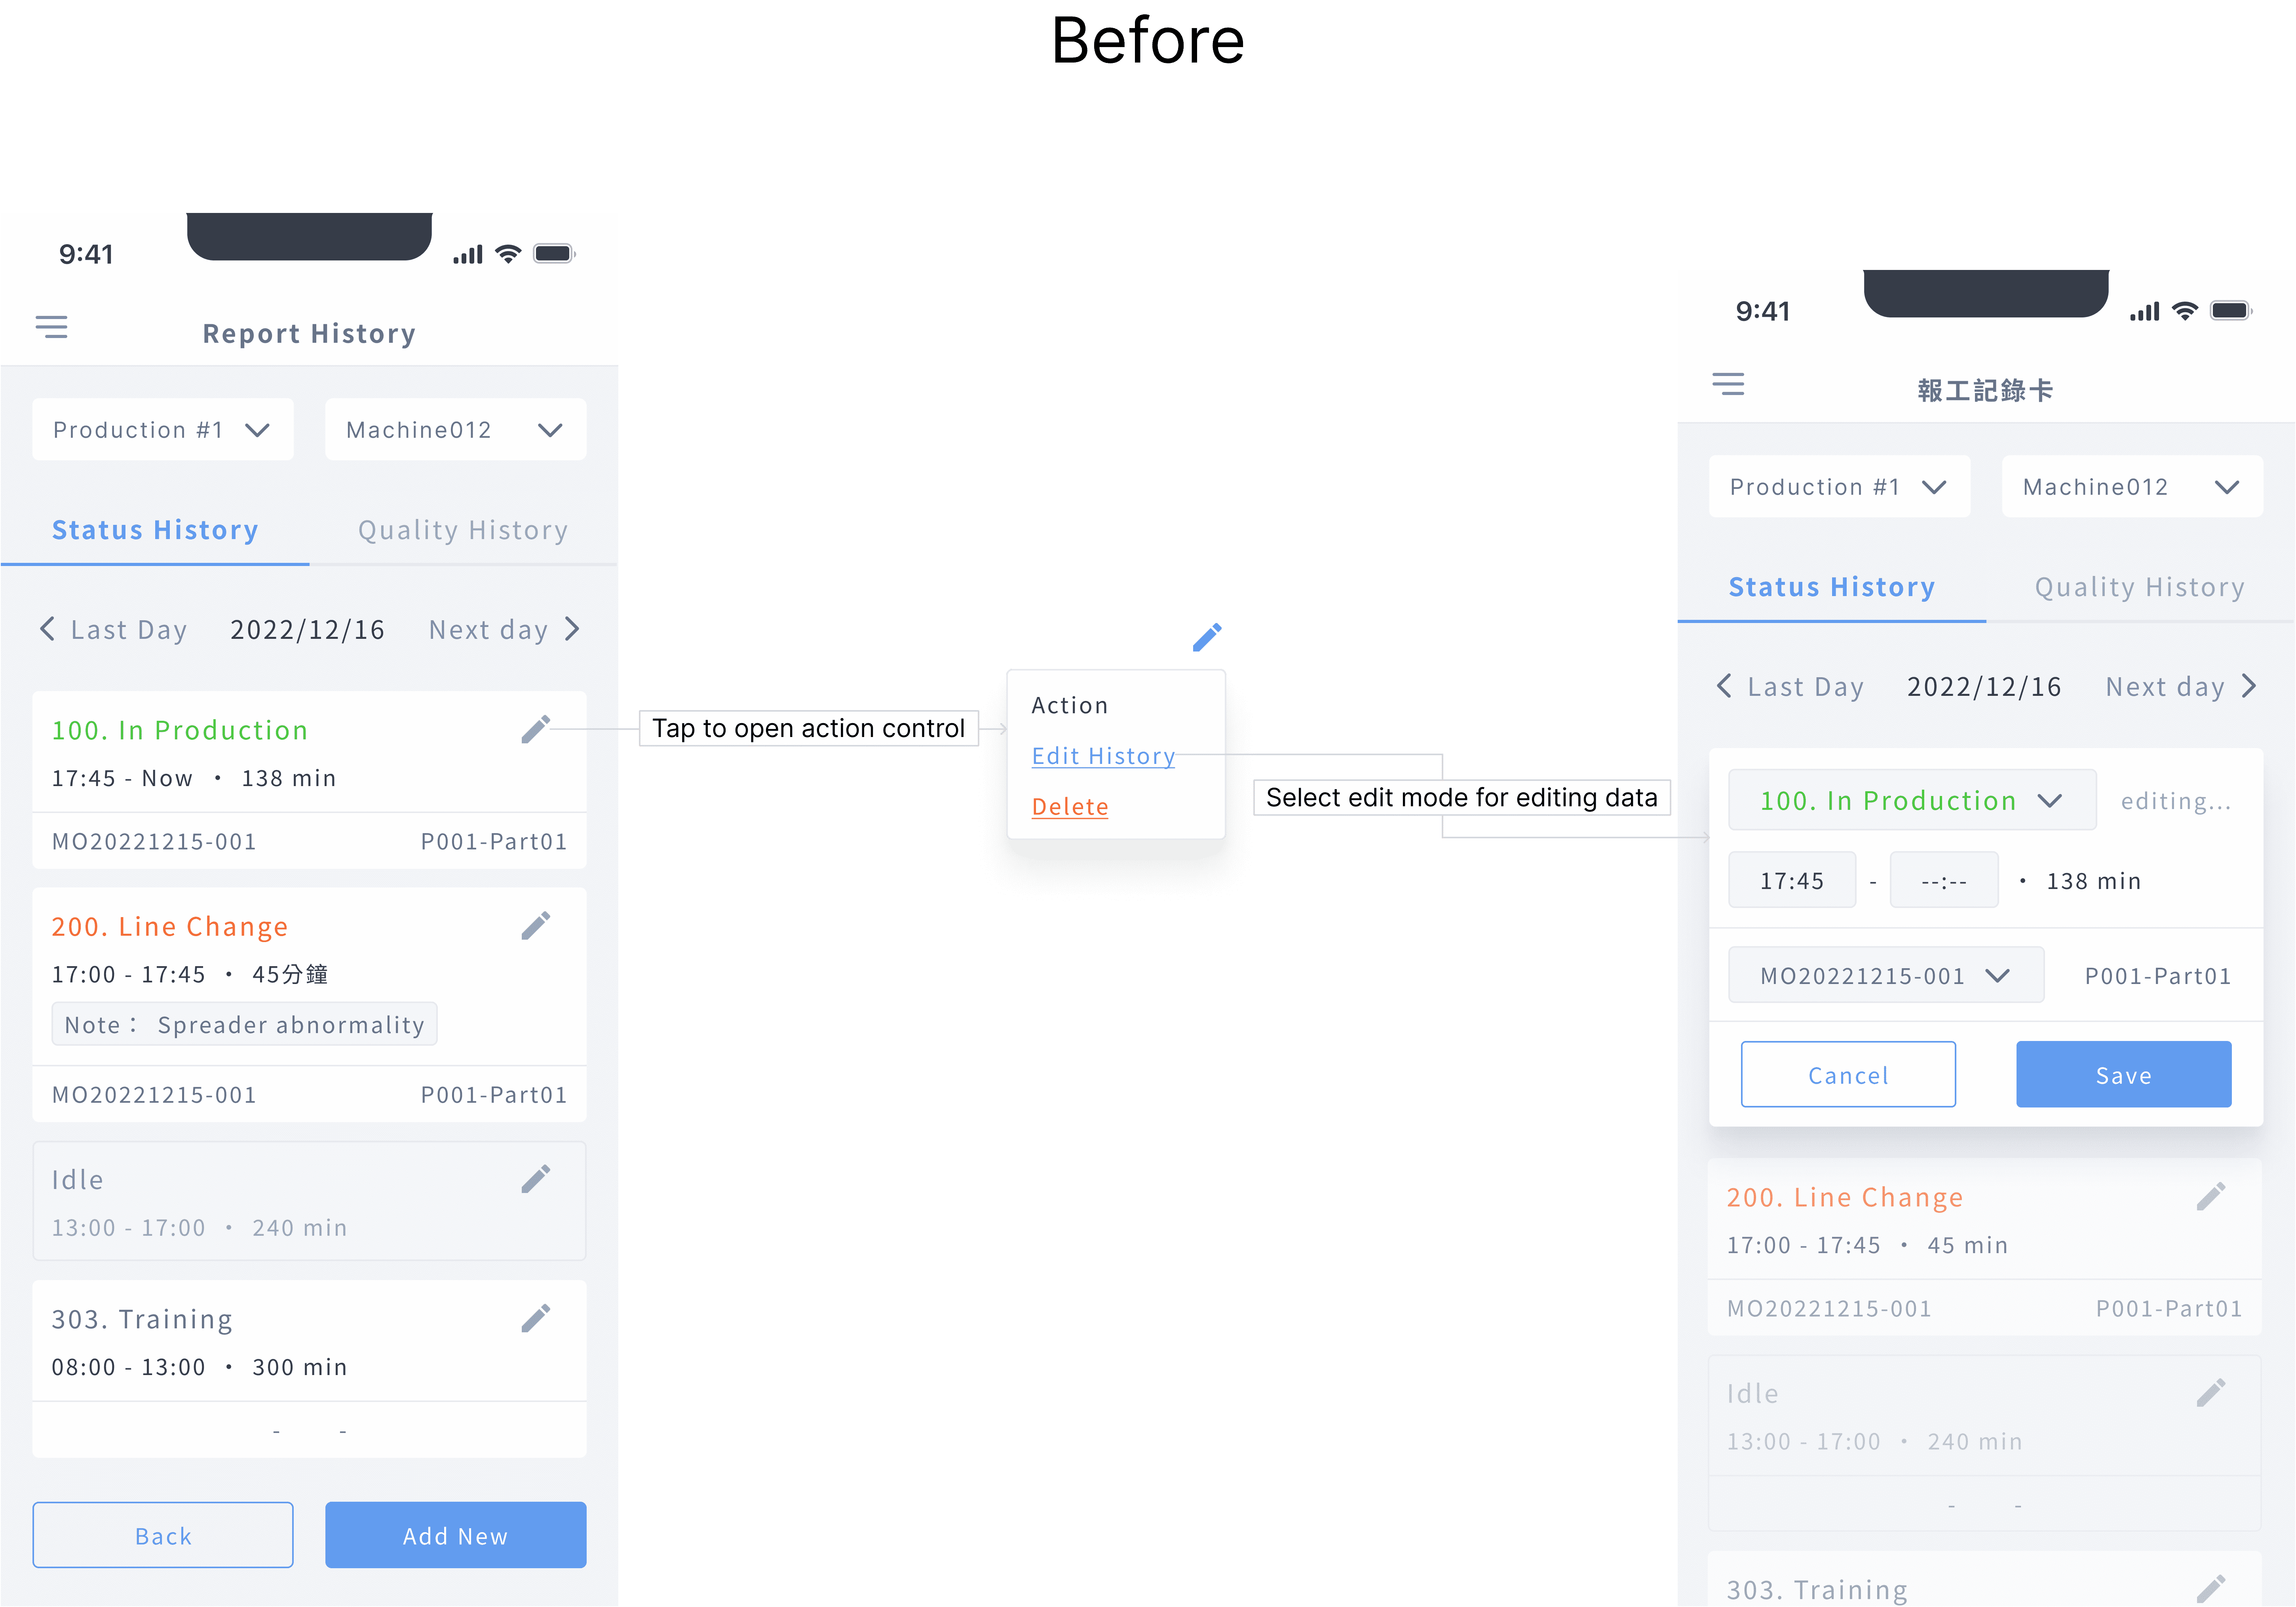 Before
9:41
Report History
Production #1
Machine012
Status History
Quality History
Last Day
2022/12/16
Next day
100. In Production
17:45 - Now ・ 138 min
MO20221215-001
P001-Part01
200. Line Change
17:00 - 17:45 ・ 45分鐘
Note： Spreader abnormality
MO20221215-001
P001-Part01
Idle
13:00 - 17:00 ・ 240 min
303. Training
08:00 - 13:00 ・ 300 min
- -
Back
Add New
Tap to open action control
Action
Edit History
Delete
Select edit mode for editing data
9:41
報工記錄卡
Production #1
Machine012
Status History
Quality History
Last Day
2022/12/16
Next day
100. In Production
editing...
17:45 - --:-- ・ 138 min
MO20221215-001
P001-Part01
Cancel
Save
200. Line Change
17:00 - 17:45 ・ 45 min
MO20221215-001
P001-Part01
Idle
13:00 - 17:00 ・ 240 min
- -
303. Training